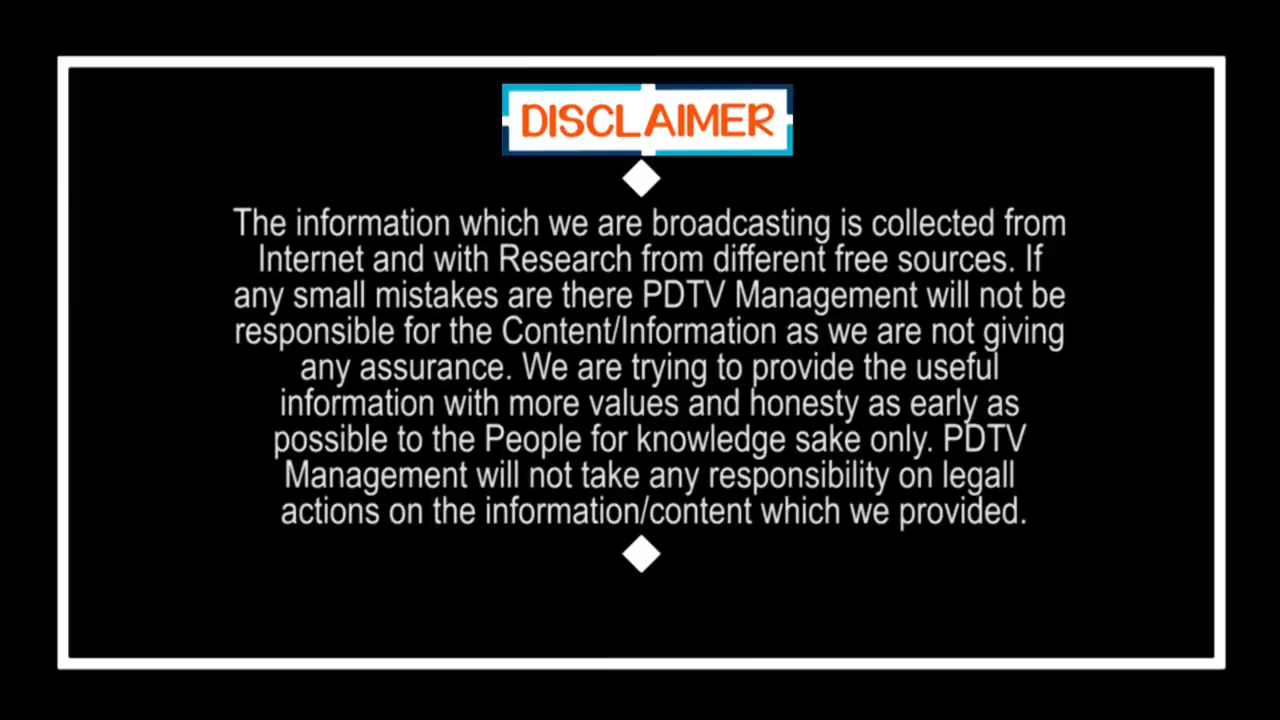 DISCLAIMER
The information which we are broadcasting is collected from
Internet and with Research from different free sources. If
any small mistakes are there PDTV Management will not be
responsible for the Content/Information as we are not giving
any assurance. We are trying to provide the useful
information with more values and honesty as early as
possible to the People for knowledge sake only. PDTV
Management will not take any responsibility on legall
actions on the information/content which we provided.